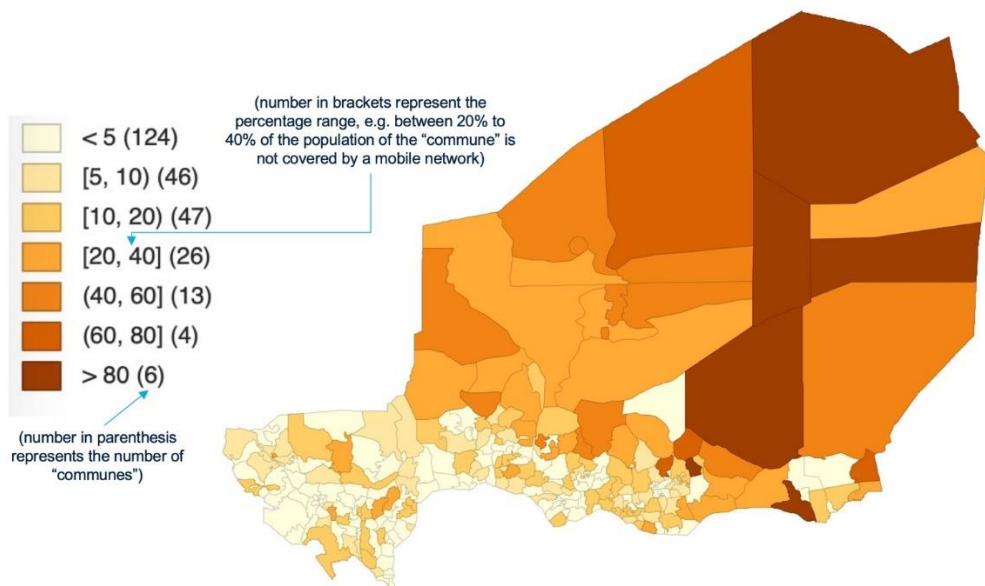 (number in brackets represent the
percentage range, e.g. between 20% to
40% of the population of the “commune” is
not covered by a mobile network)
< 5 (124)
[5, 10) (46)
[10, 20) (47)
[20, 40] (26)
(40, 60] (13)
(60, 80] (4)
> 80 (6)
(number in parenthesis
represents the number of
“communes”)